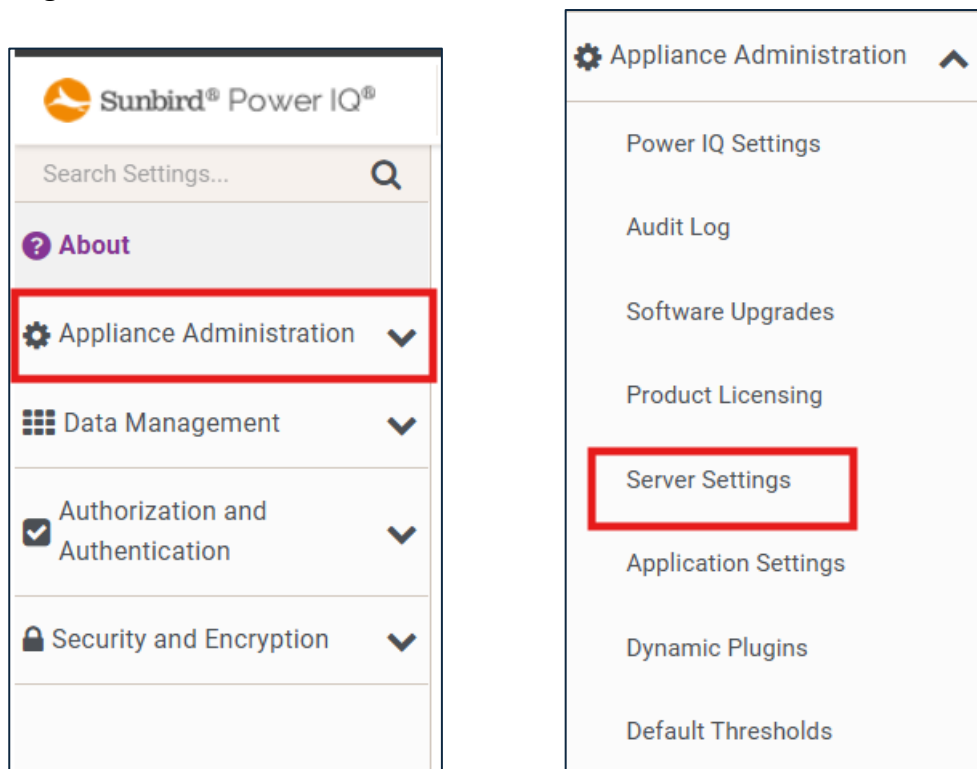 Sunbird® Power IQ®
Search Settings...
About
Appliance Administration
Data Management
Authorization and
Authentication
Security and Encryption
Appliance Administration
Power IQ Settings
Audit Log
Software Upgrades
Product Licensing
Server Settings
Application Settings
Dynamic Plugins
Default Thresholds